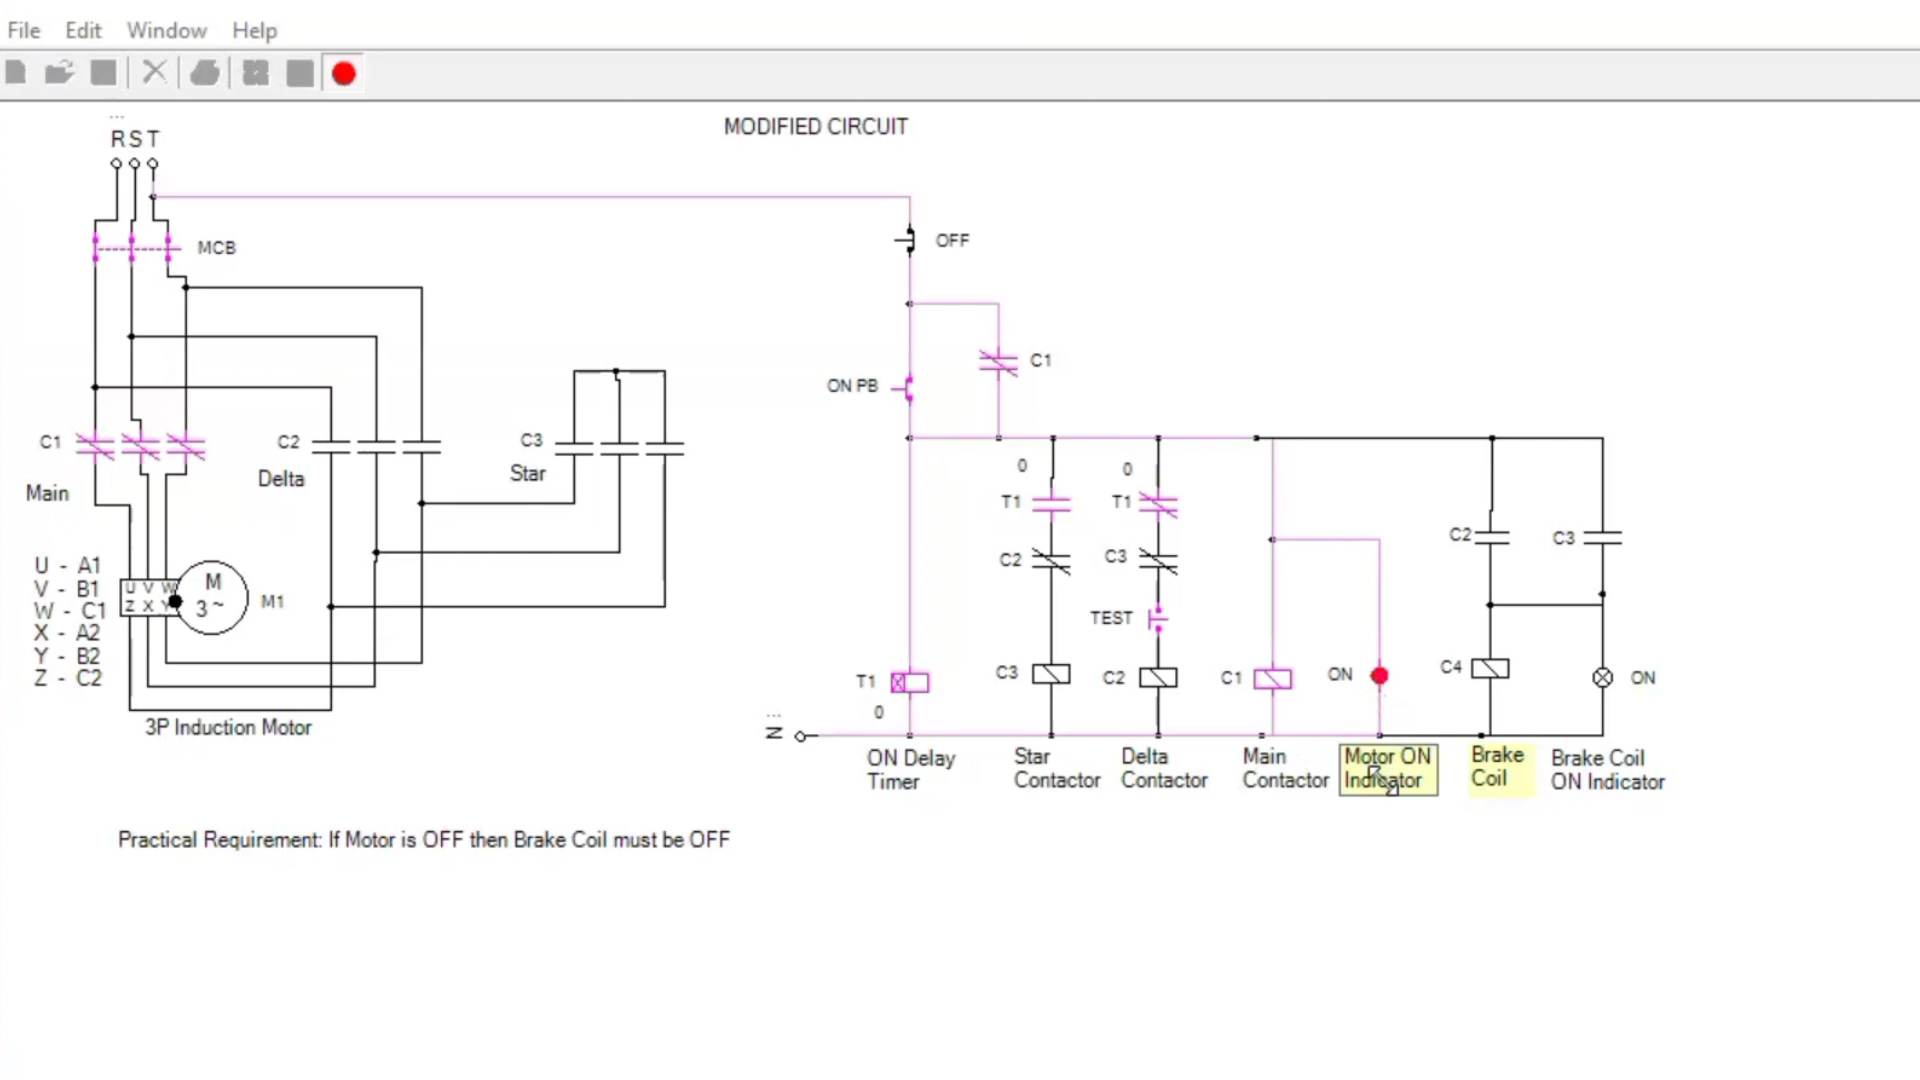 File Edit Window Help
...
R S T
MODIFIED CIRCUIT
MCB
OFF
C1
ON PB
C1
C2
C3
Main
Delta
Star
0
0
T1
T1
C2
C3
C2
C3
TEST
U - A1
V - B1
W - C1
X - A2
Y - B2
Z - C2
U V W
Z X Y
M
3 ~
M1
C3
C2
C1
ON
C4
ON
T1
0
3P Induction Motor
...
N
ON Delay
Timer
Star
Contactor
Delta
Contactor
Main
Contactor
Motor ON
Indicator
Brake
Coil
Brake Coil
ON Indicator
Practical Requirement: If Motor is OFF then Brake Coil must be OFF